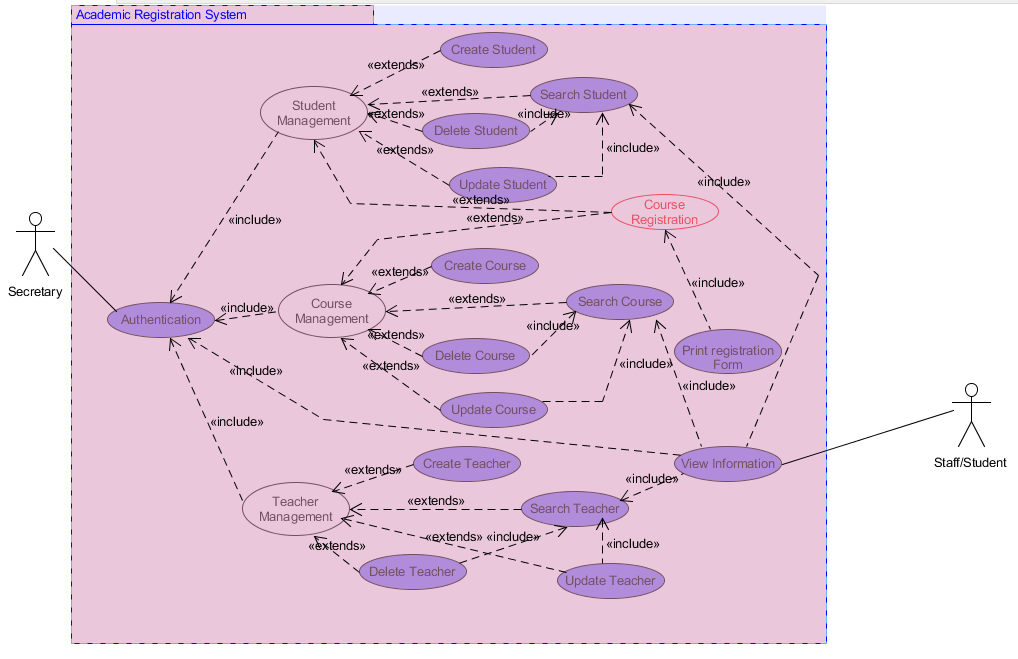 Academic Registration System
Create Student
«extends»
Search Student
«extends»
Student
Management
«extends»
«include»
Delete Student
«extends»
«include»
Update Student
«include»
«extends»
Course
Registration
«extends»
«include»
Secretary
Create Course
«extends»
«include»
Search Course
«extends»
Course
Management
«include»
Authentication
«include»
«extends»
Delete Course
Print registration
Form
«include»
«extends»
«include»
«include»
Update Course
«include»
Create Teacher
«extends»
View Information
Staff/Student
«include»
«extends»
Teacher
Management
Search Teacher
«extends»
«include»
«extends»
«include»
Delete Teacher
Update Teacher